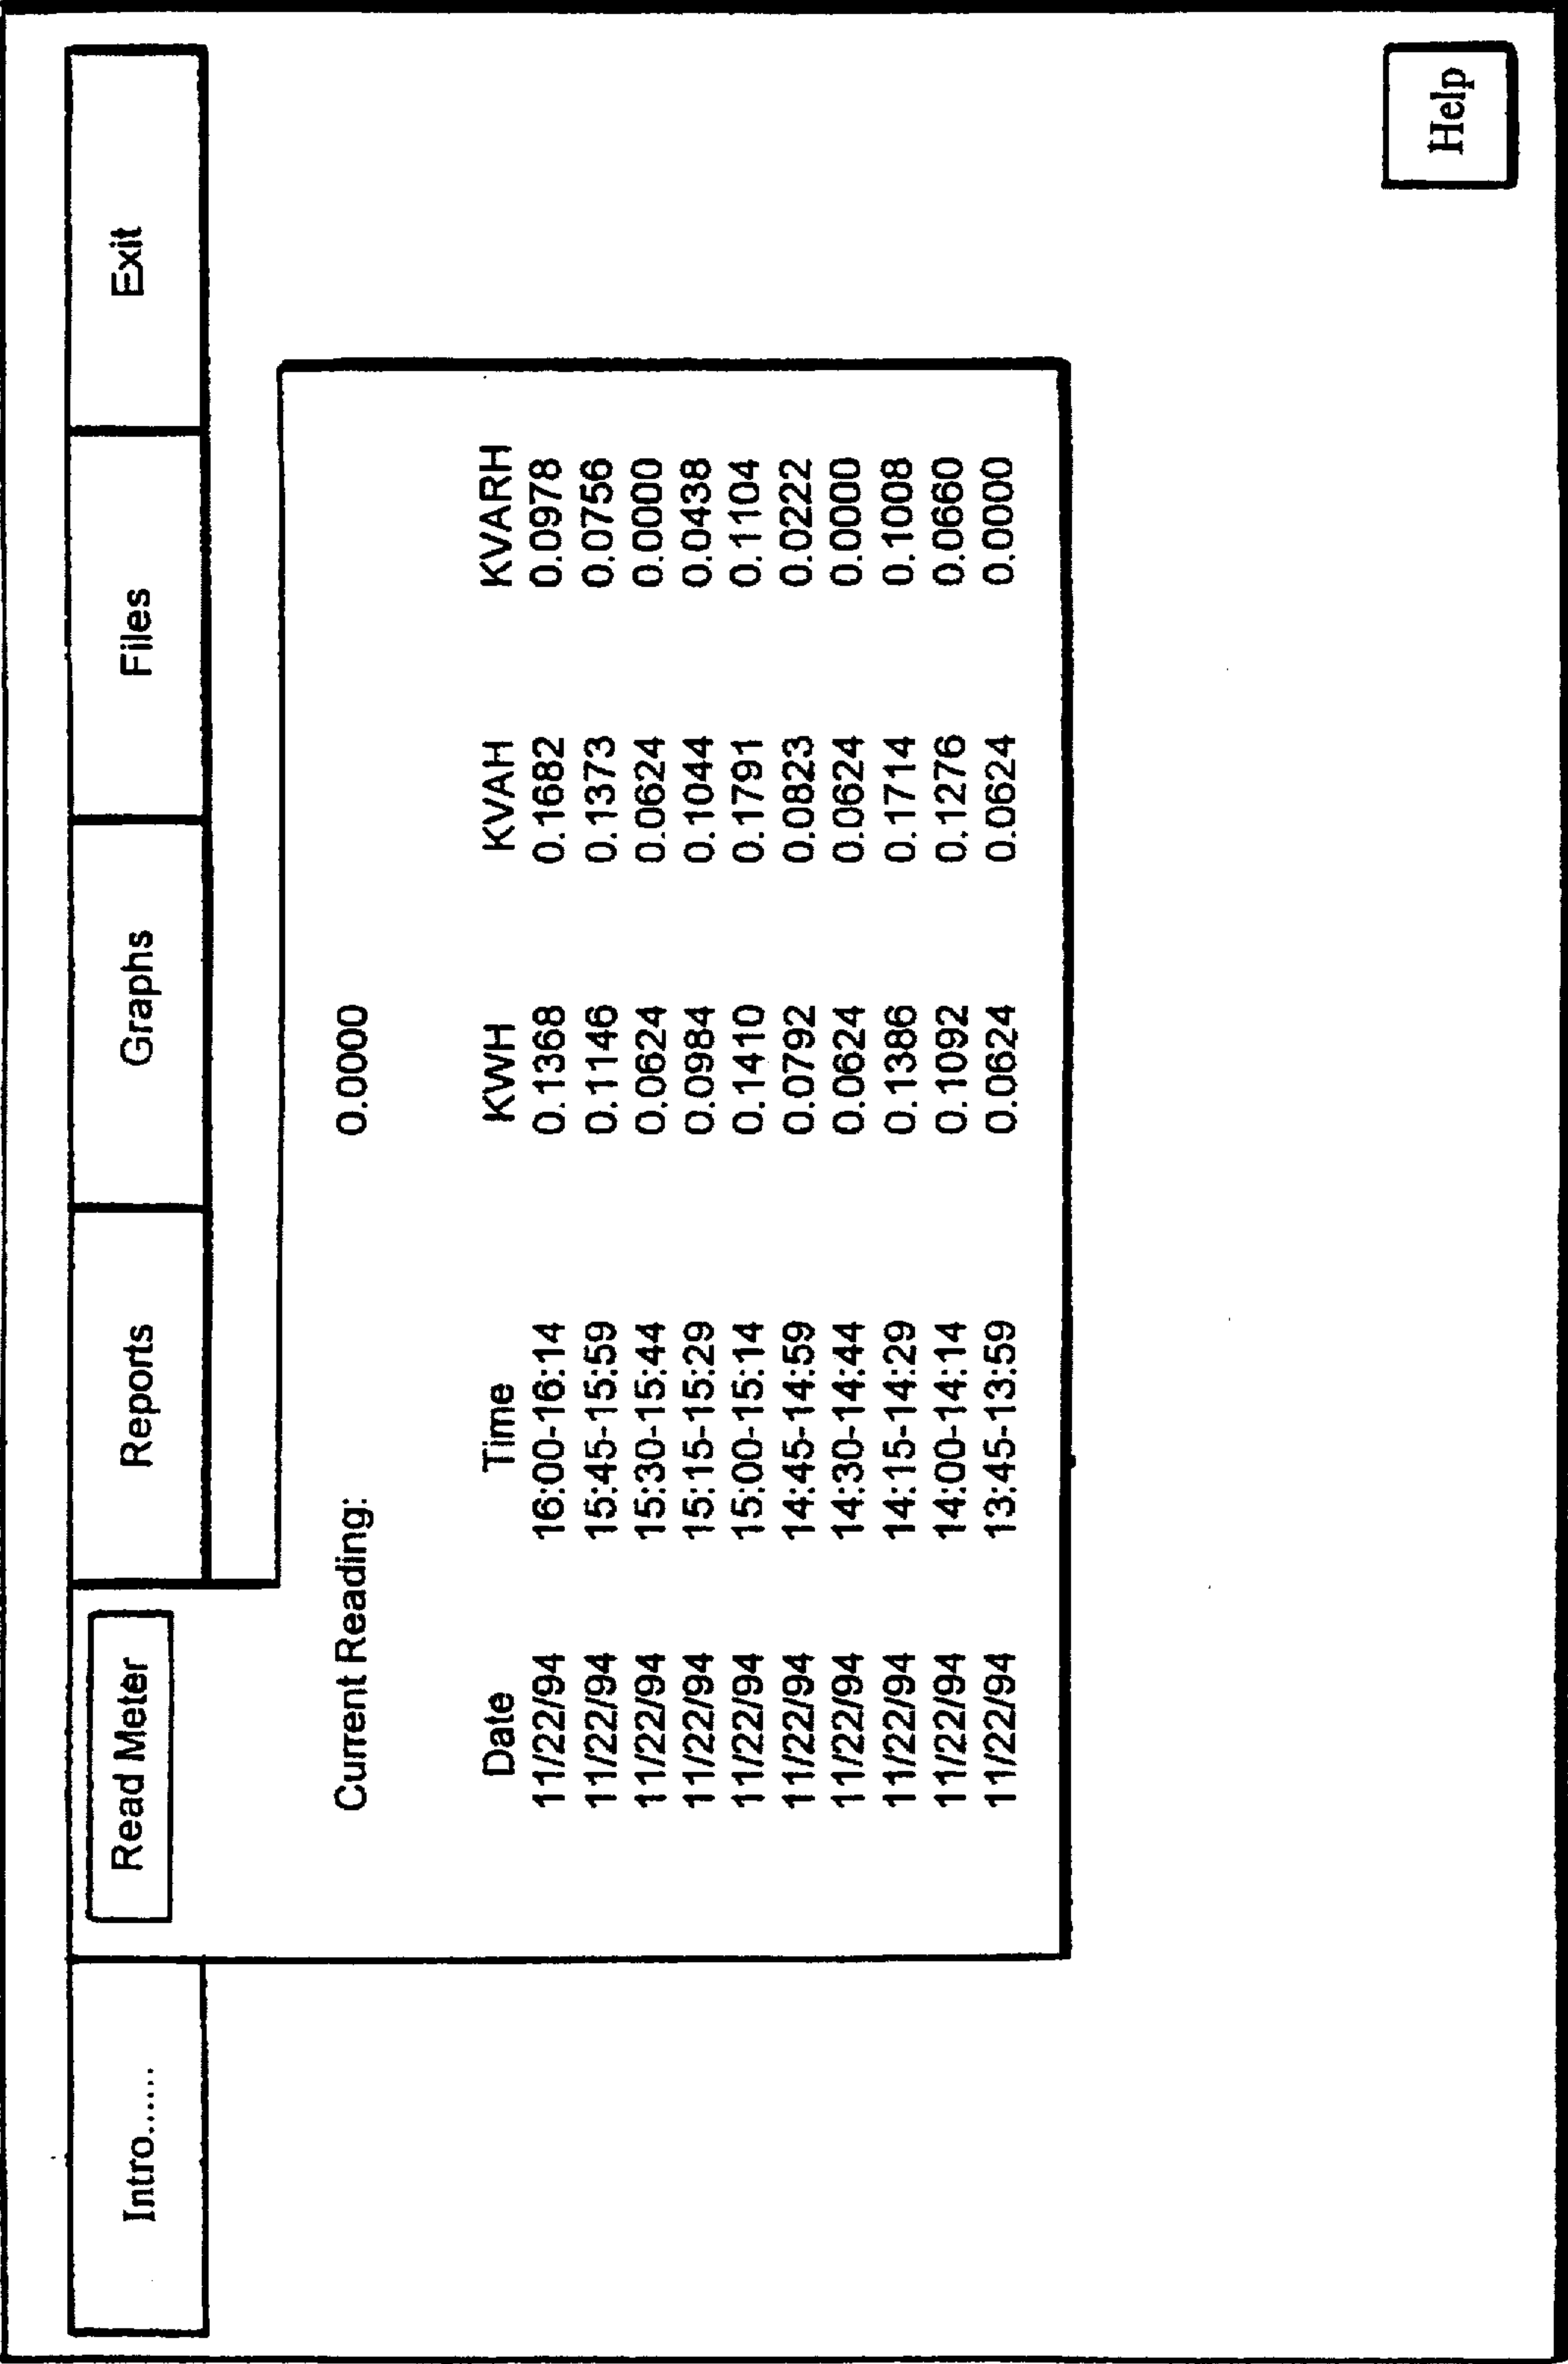 Intro...... Read Meter Reports Graphs Files Exit
Current Reading: 0.0000
Date Time KWH KVAH KVARH
11/22/94 16:00-16:14 0.1368 0.1682 0.0978
11/22/94 15:45-15:59 0.1146 0.1373 0.0756
11/22/94 15:30-15:44 0.0624 0.0624 0.0000
11/22/94 15:15-15:29 0.0984 0.1044 0.0438
11/22/94 15:00-15:14 0.1410 0.1791 0.1104
11/22/94 14:45-14:59 0.0792 0.0823 0.0222
11/22/94 14:30-14:44 0.0624 0.0624 0.0000
11/22/94 14:15-14:29 0.1386 0.1714 0.1008
11/22/94 14:00-14:14 0.1092 0.1276 0.0660
11/22/94 13:45-13:59 0.0624 0.0624 0.0000
Help